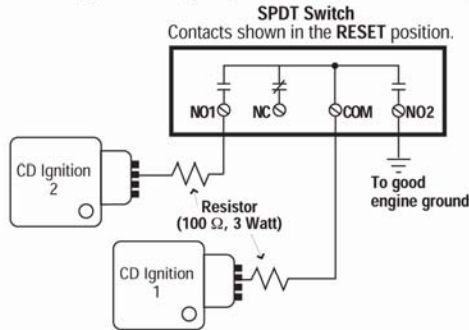 SPDT Switch
Contacts shown in the RESET position.
NO1
NC
COM
NO2
CD Ignition
2
To good
engine ground
Resistor
(100 Ω, 3 Watt)
CD Ignition
1